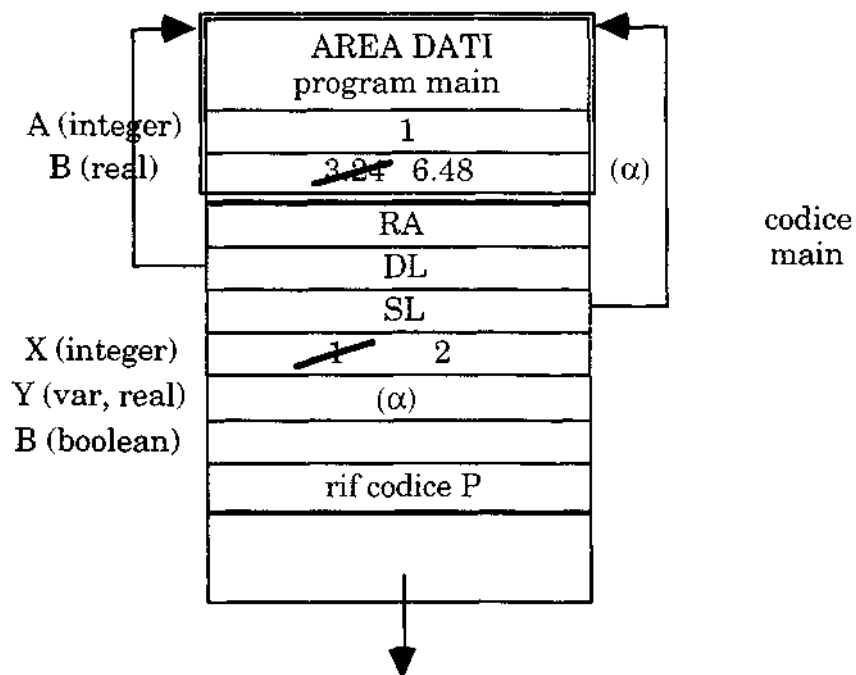 AREA DATI
program main
A (integer) 1
B (real) 3.24 6.48 (α)
RA
codice
main
DL
SL
X (integer) 1 2
Y (var, real) (α)
B (boolean)
rif codice P